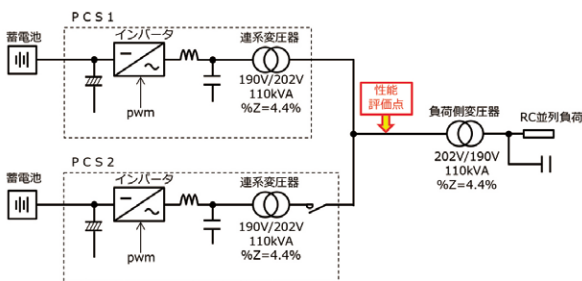 PCS1
蓄電池
インバータ
連系変圧器
190V/202V
110kVA
%Z=4.4%
pwm
性能
評価点
負荷側変圧器
RC並列負荷
202V/190V
110kVA
%Z=4.4%
PCS2
蓄電池
インバータ
連系変圧器
190V/202V
110kVA
%Z=4.4%
pwm